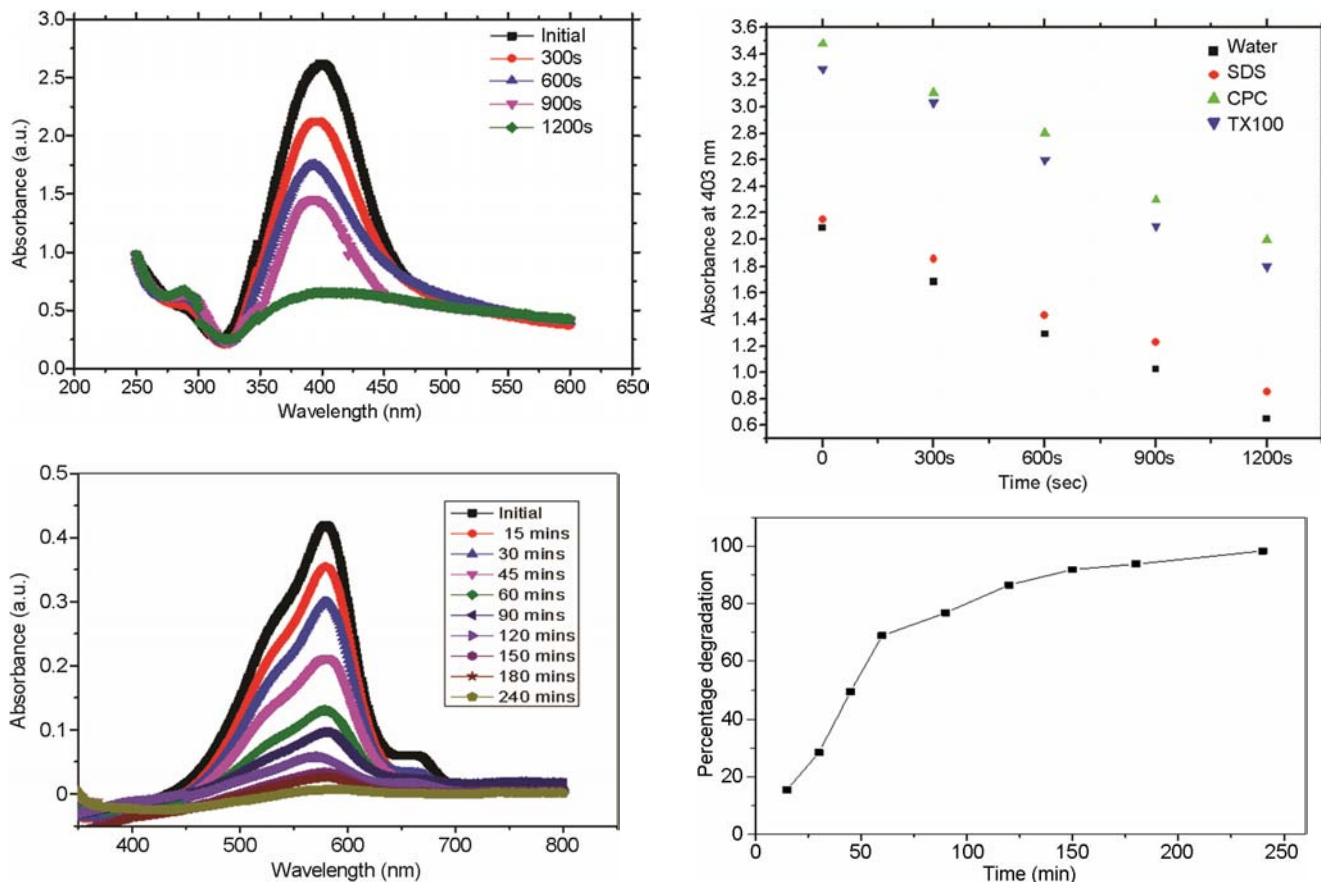 3.0
2.5
2.0
1.5
1.0
0.5
0.0
Absorbance (a.u.)
Initial
300s
600s
900s
1200s
200 250 300 350 400 450 500 550 600 650
Wavelength (nm)
3.6
3.4
3.2
3.0
2.8
2.6
2.4
2.2
2.0
1.8
1.6
1.4
1.2
1.0
0.8
0.6
Absorbance at 403 nm
Water
SDS
CPC
TX100
0 300s 600s 900s 1200s
Time (sec)
0.5
0.4
0.3
0.2
0.1
0
Absorbance (a.u.)
Initial
15 mins
30 mins
45 mins
60 mins
90 mins
120 mins
150 mins
180 mins
240 mins
400 500 600 700 800
Wavelength (nm)
100
80
60
40
20
0
Percentage degradation
0 50 100 150 200 250
Time (min)